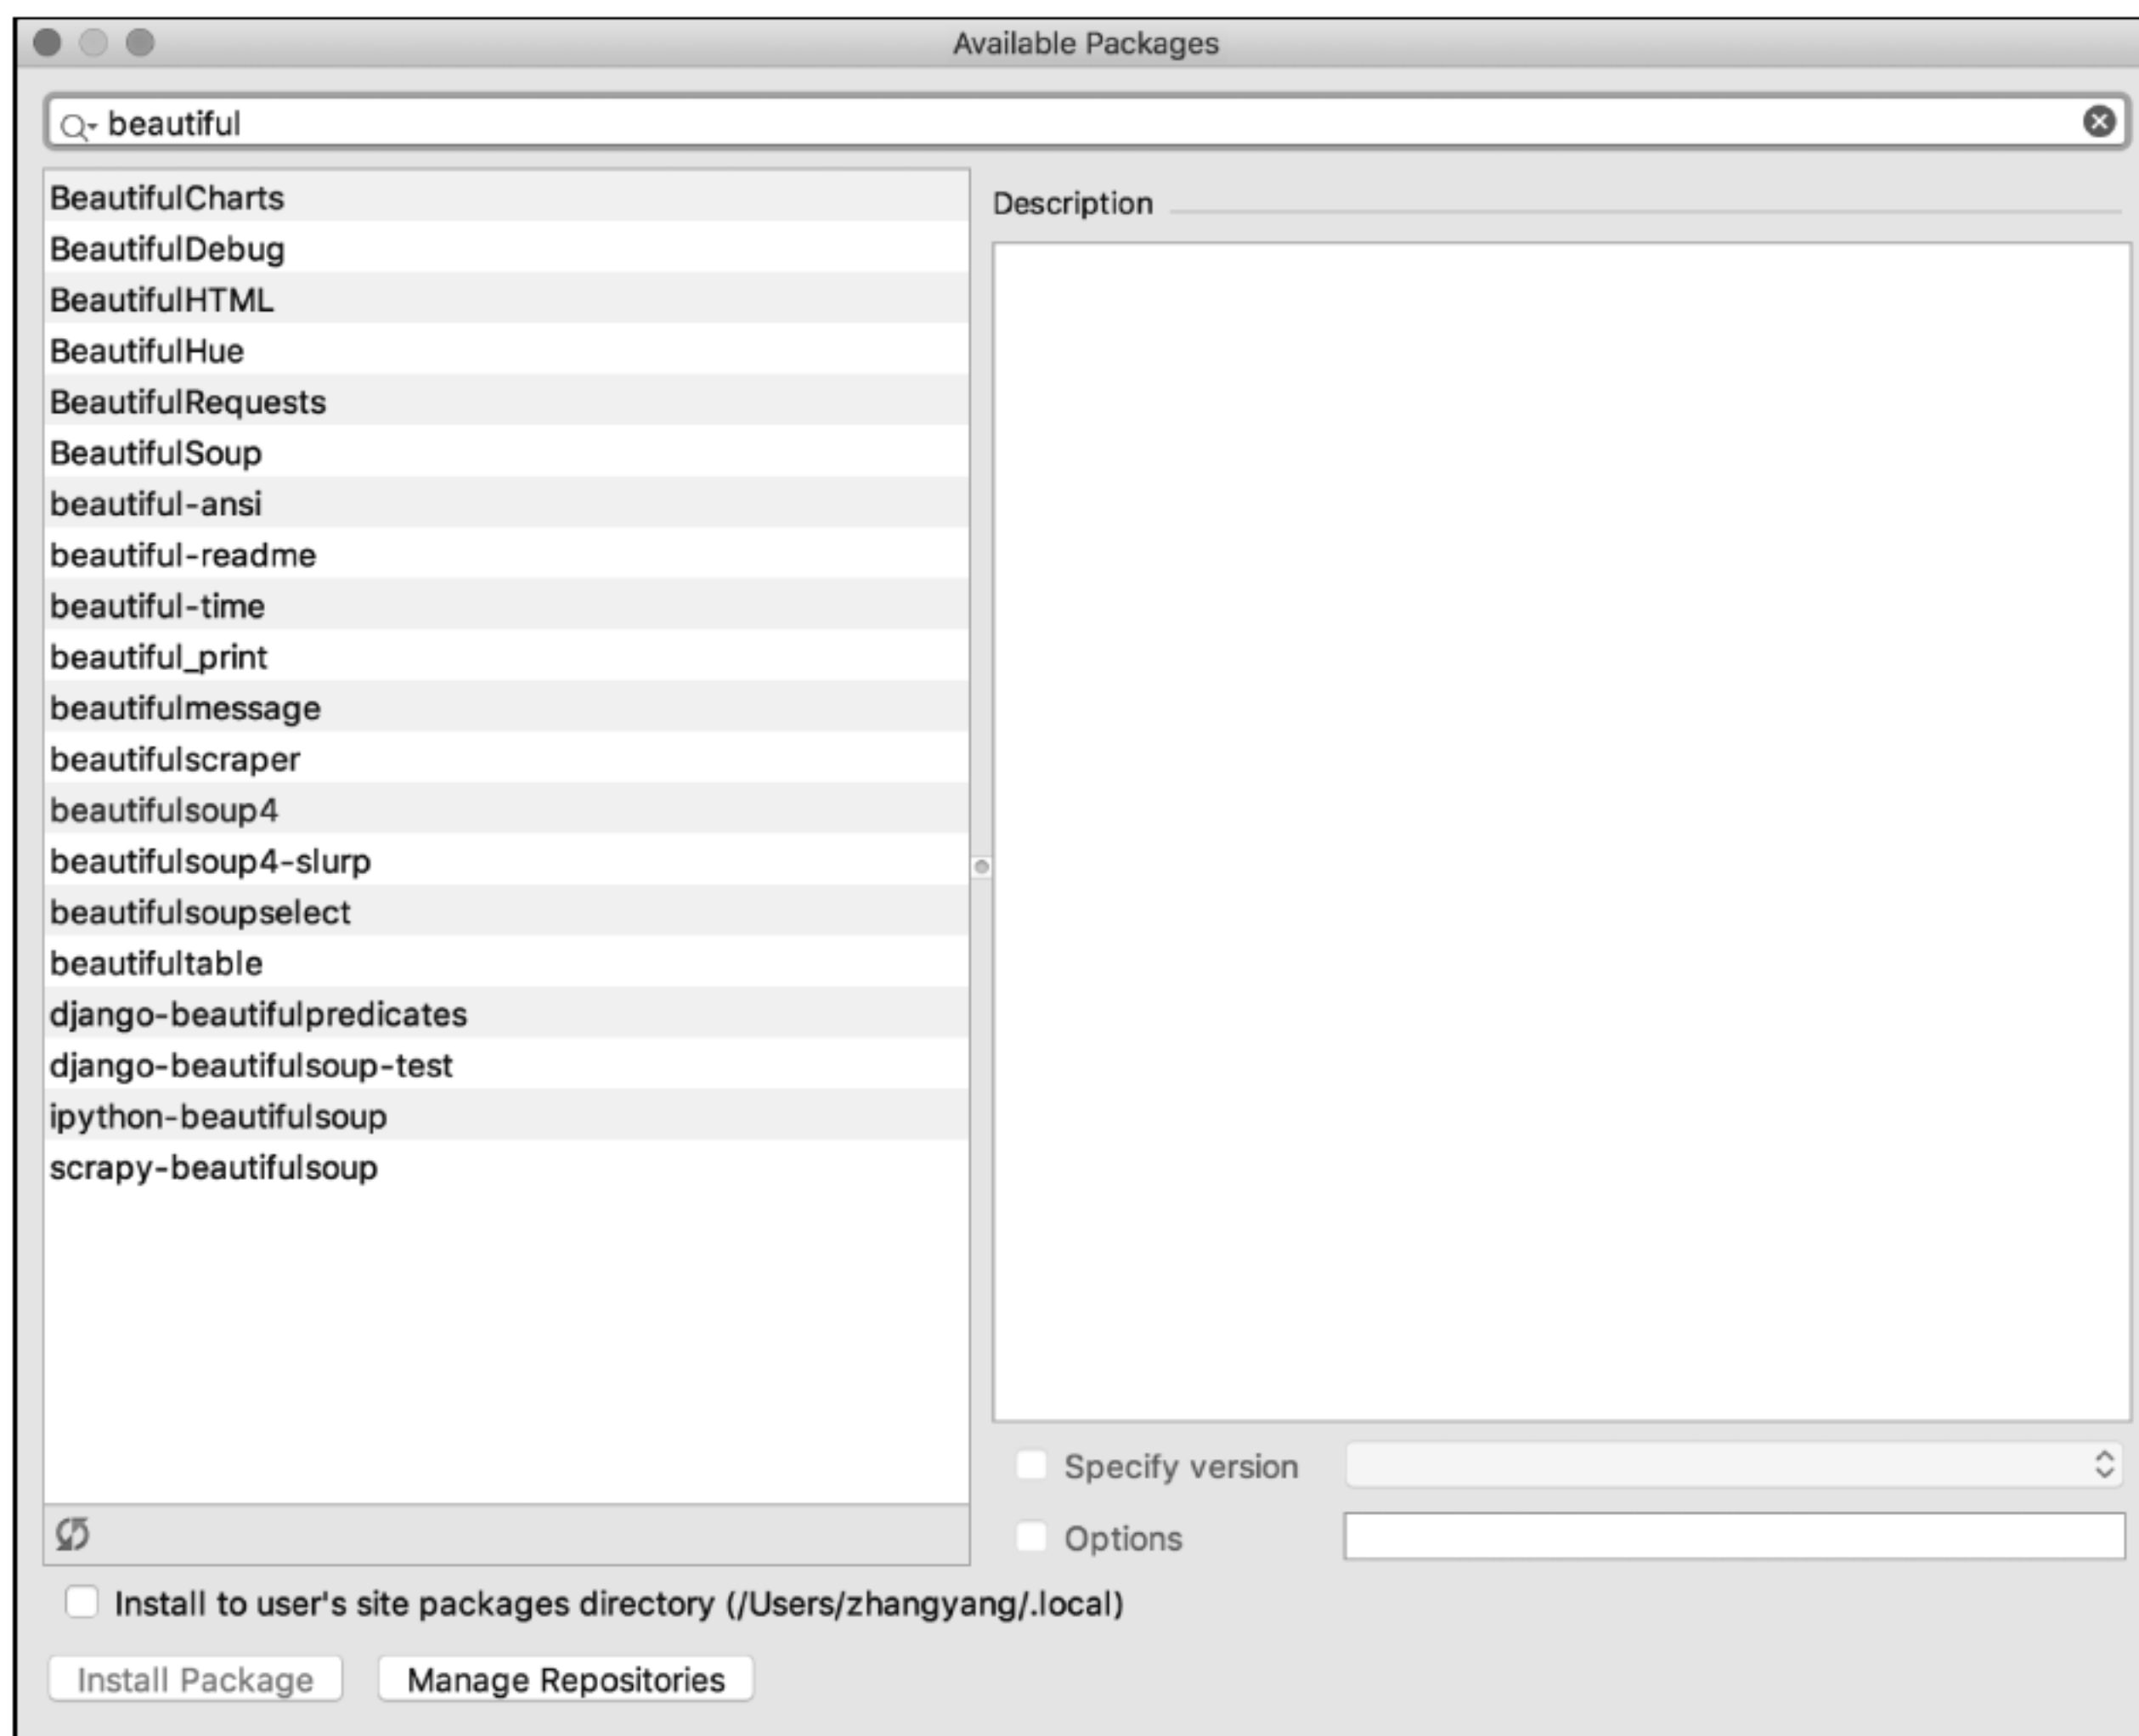 Available Packages
beautiful
BeautifulCharts
BeautifulDebug
BeautifulHTML
BeautifulHue
BeautifulRequests
BeautifulSoup
beautiful-ansi
beautiful-readme
beautiful-time
beautiful_print
beautifulmessage
beautifulscraper
beautifulsoup4
beautifulsoup4-slurp
beautifulsoupselect
beautifultable
django-beautifulpredicates
django-beautifulsoup-test
ipython-beautifulsoup
scrapy-beautifulsoup
Description
Specify version
Options
Install to user's site packages directory (/Users/zhangyang/.local)
Install Package
Manage Repositories